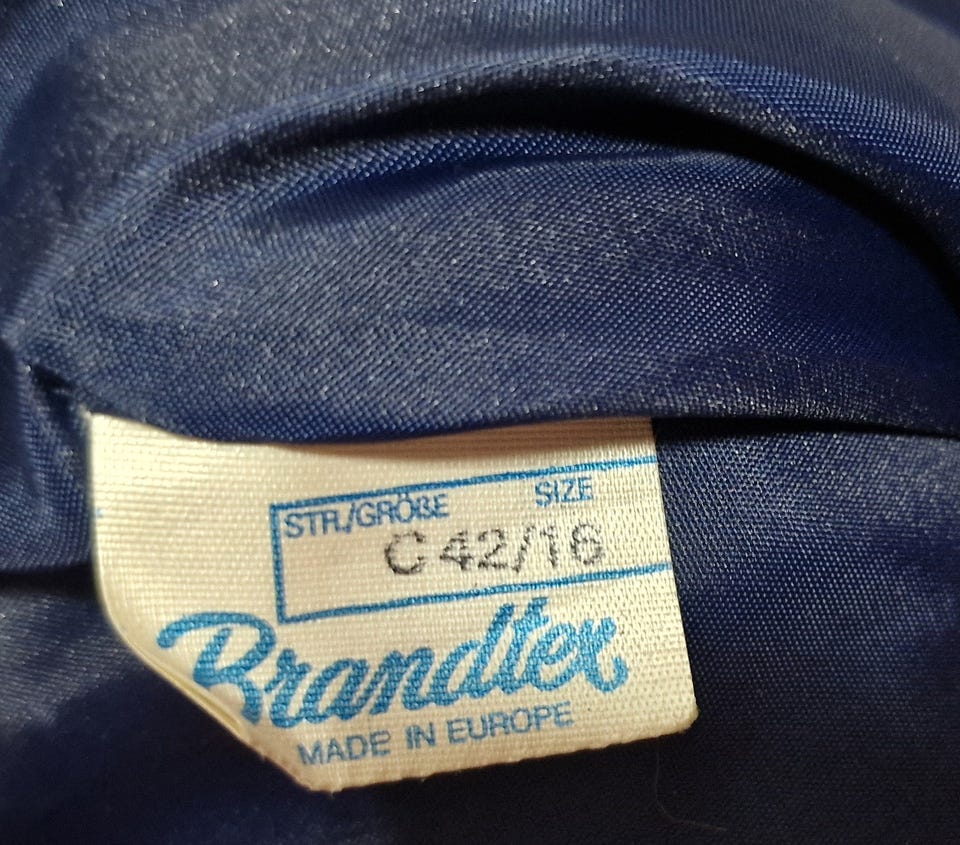 STR./GRÖßE SIZE
C 42/16
Brandtex
MADE IN EUROPE